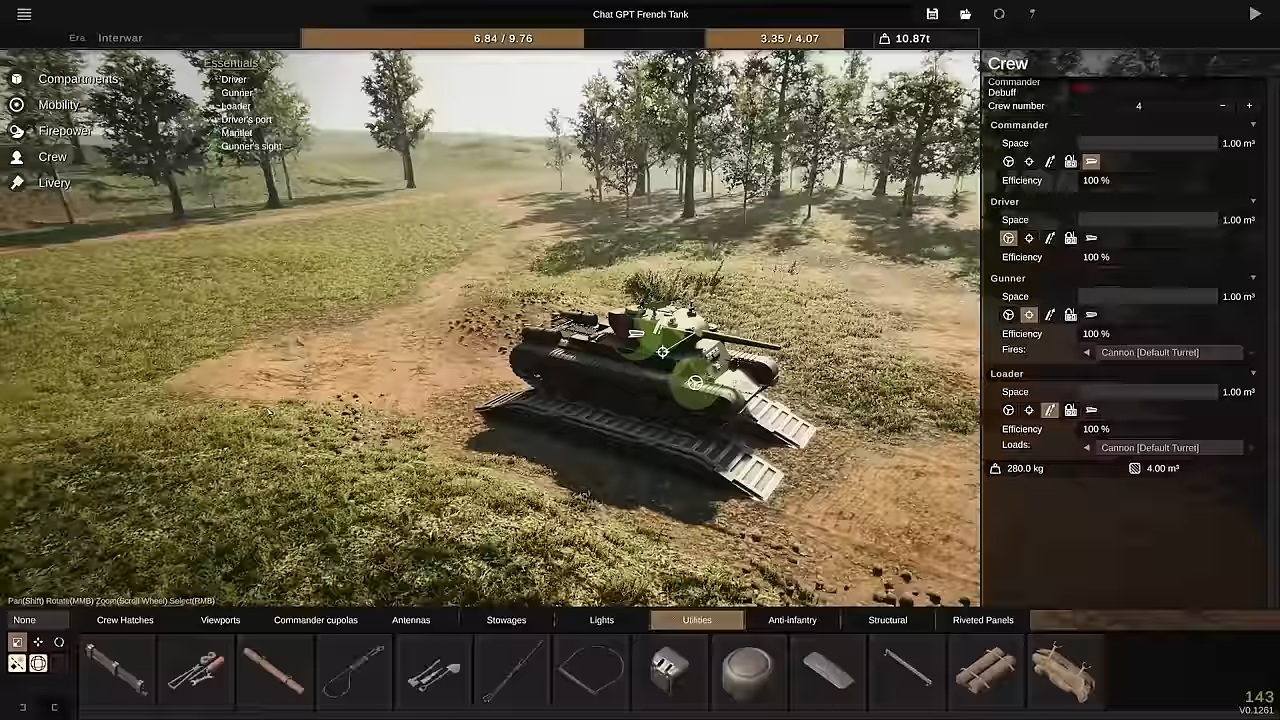 Chat GPT French Tank
Era Interwar
6.84 / 9.76
3.35 / 4.07
10.87t
Compartments
Mobility
Firepower
Crew
Livery
Essentials
Driver
Gunner
Loader
Driver's port
Mantlet
Gunner's sight
Crew
Commander
Debuff
Crew number 4 - +
Commander
Space 1.00 m³
Efficiency 100 %
Driver
Space 1.00 m³
Efficiency 100 %
Gunner
Space 1.00 m³
Efficiency 100 %
Fires: Cannon [Default Turret]
Loader
Space 1.00 m³
Efficiency 100 %
Loads: Cannon [Default Turret]
280.0 kg 4.00 m³
Pan(Shift) Rotate(MMB) Zoom(Scroll Wheel) Select(RMB)
None Crew Hatches Viewports Commander cupolas Antennas Stowages Lights Utilities Anti-infantry Structural Riveted Panels
143
V0.1261